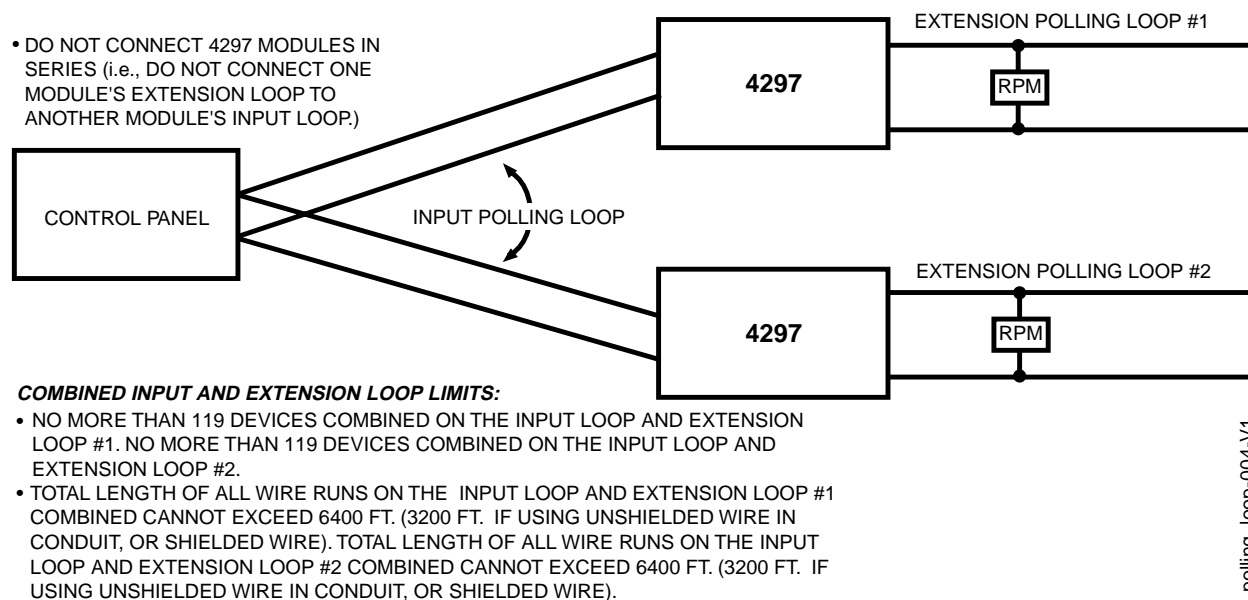 EXTENSION POLLING LOOP #1
• DO NOT CONNECT 4297 MODULES IN
SERIES (i.e., DO NOT CONNECT ONE
MODULE'S EXTENSION LOOP TO
ANOTHER MODULE'S INPUT LOOP.)
4297
RPM
CONTROL PANEL
INPUT POLLING LOOP
EXTENSION POLLING LOOP #2
4297
RPM
COMBINED INPUT AND EXTENSION LOOP LIMITS:
• NO MORE THAN 119 DEVICES COMBINED ON THE INPUT LOOP AND EXTENSION
LOOP #1. NO MORE THAN 119 DEVICES COMBINED ON THE INPUT LOOP AND
EXTENSION LOOP #2.
• TOTAL LENGTH OF ALL WIRE RUNS ON THE INPUT LOOP AND EXTENSION LOOP #1
COMBINED CANNOT EXCEED 6400 FT. (3200 FT. IF USING UNSHIELDED WIRE IN
CONDUIT, OR SHIELDED WIRE). TOTAL LENGTH OF ALL WIRE RUNS ON THE INPUT
LOOP AND EXTENSION LOOP #2 COMBINED CANNOT EXCEED 6400 FT. (3200 FT. IF
USING UNSHIELDED WIRE IN CONDUIT, OR SHIELDED WIRE).
polling_loop-004-V1